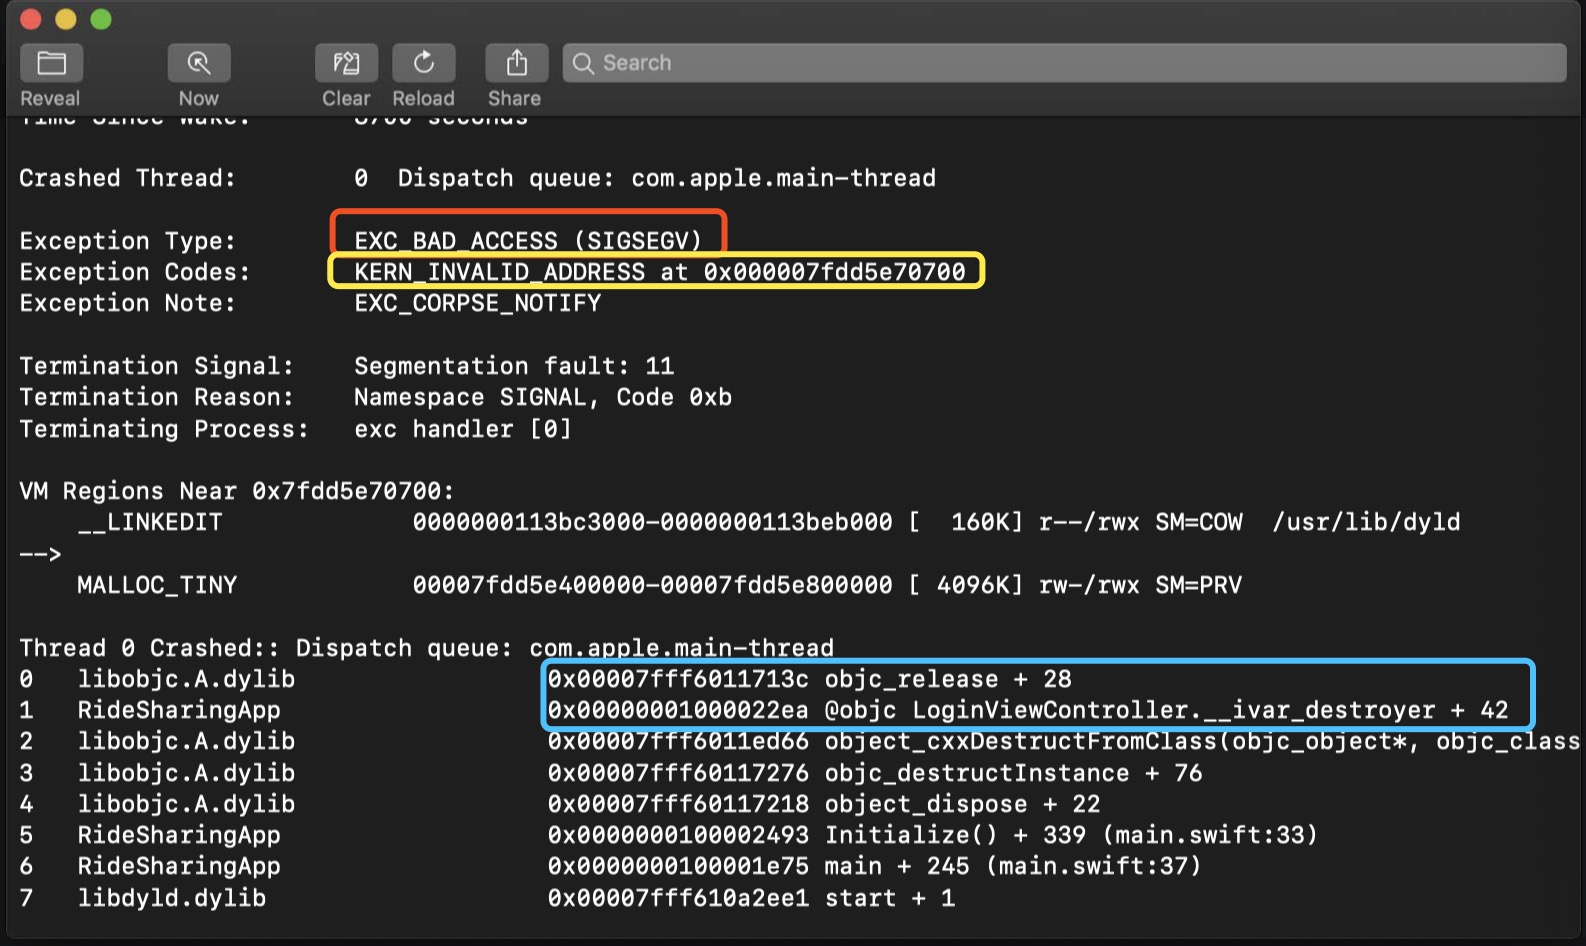 Reveal Now Clear Reload Share Search
Time Since Wake: 8700 seconds
Crashed Thread: 0 Dispatch queue: com.apple.main-thread
Exception Type: EXC_BAD_ACCESS (SIGSEGV)
Exception Codes: KERN_INVALID_ADDRESS at 0x000007fdd5e70700
Exception Note: EXC_CORPSE_NOTIFY
Termination Signal: Segmentation fault: 11
Termination Reason: Namespace SIGNAL, Code 0xb
Terminating Process: exc handler [0]
VM Regions Near 0x7fdd5e70700:
__LINKEDIT 0000000113bc3000-0000000113beb000 [ 160K] r--/rwx SM=COW /usr/lib/dyld
-->
MALLOC_TINY 00007fdd5e400000-00007fdd5e800000 [ 4096K] rw-/rwx SM=PRV
Thread 0 Crashed:: Dispatch queue: com.apple.main-thread
0 libobjc.A.dylib 0x00007fff6011713c objc_release + 28
1 RideSharingApp 0x00000001000022ea @objc LoginViewController.__ivar_destroyer + 42
2 libobjc.A.dylib 0x00007fff6011ed66 object_cxxDestructFromClass(objc_object*, objc_class
3 libobjc.A.dylib 0x00007fff60117276 objc_destructInstance + 76
4 libobjc.A.dylib 0x00007fff60117218 object_dispose + 22
5 RideSharingApp 0x0000000100002493 Initialize() + 339 (main.swift:33)
6 RideSharingApp 0x0000000100001e75 main + 245 (main.swift:37)
7 libdyld.dylib 0x00007fff610a2ee1 start + 1